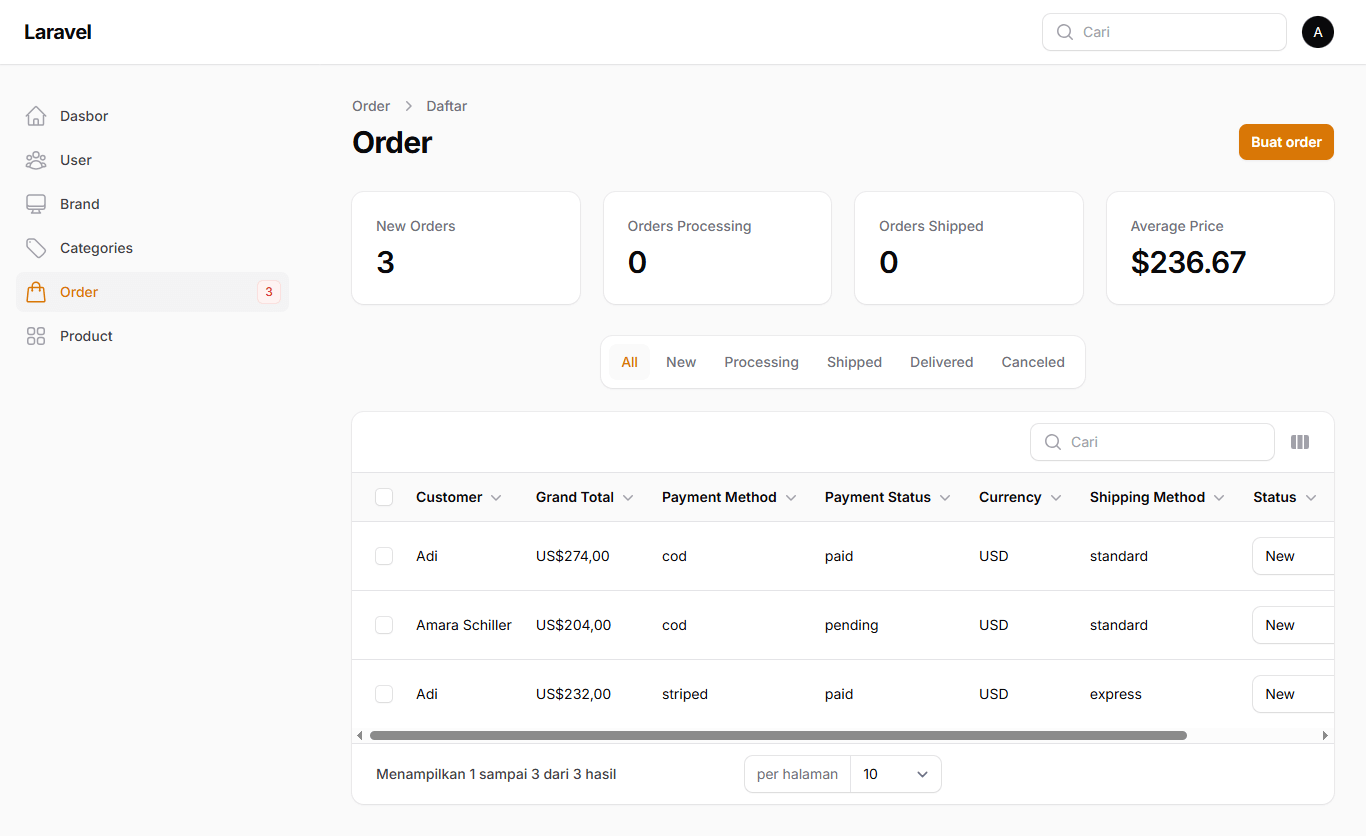 Laravel
Cari
A
Dasbor
User
Brand
Categories
Order 3
Product
Order > Daftar
Order
Buat order
New Orders
3
Orders Processing
0
Orders Shipped
0
Average Price
$236.67
All New Processing Shipped Delivered Canceled
Cari
Customer Grand Total Payment Method Payment Status Currency Shipping Method Status
Adi US$274,00 cod paid USD standard New
Amara Schiller US$204,00 cod pending USD standard New
Adi US$232,00 striped paid USD express New
Menampilkan 1 sampai 3 dari 3 hasil
per halaman 10